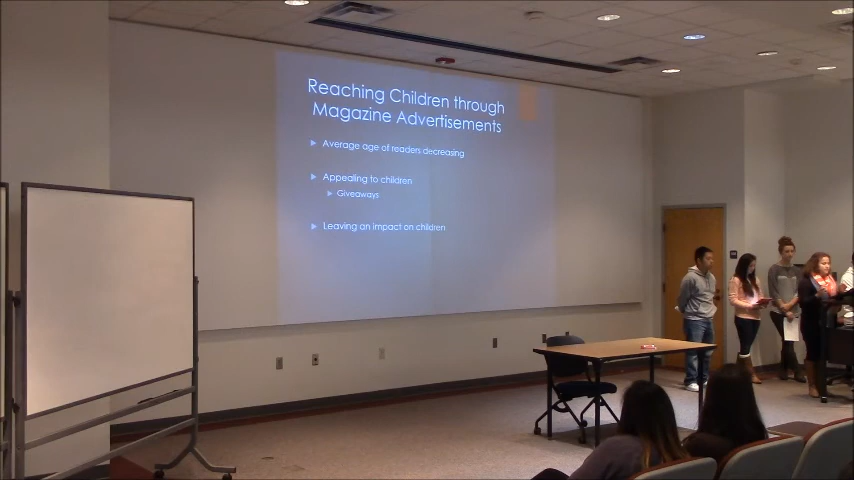 Reaching Children through
Magazine Advertisements
Average age of readers decreasing
Appealing to children
Giveaways
Leaving an impact on children